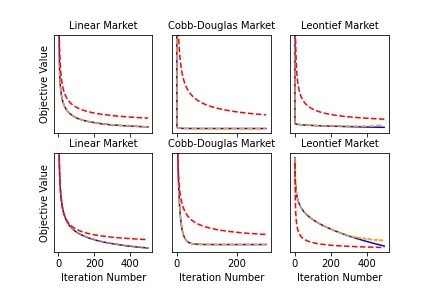 Linear Market
Cobb-Douglas Market
Leontief Market
Objective Value
Linear Market
Cobb-Douglas Market
Leontief Market
Objective Value
0 200 400
0 200
0 200 400
Iteration Number
Iteration Number
Iteration Number